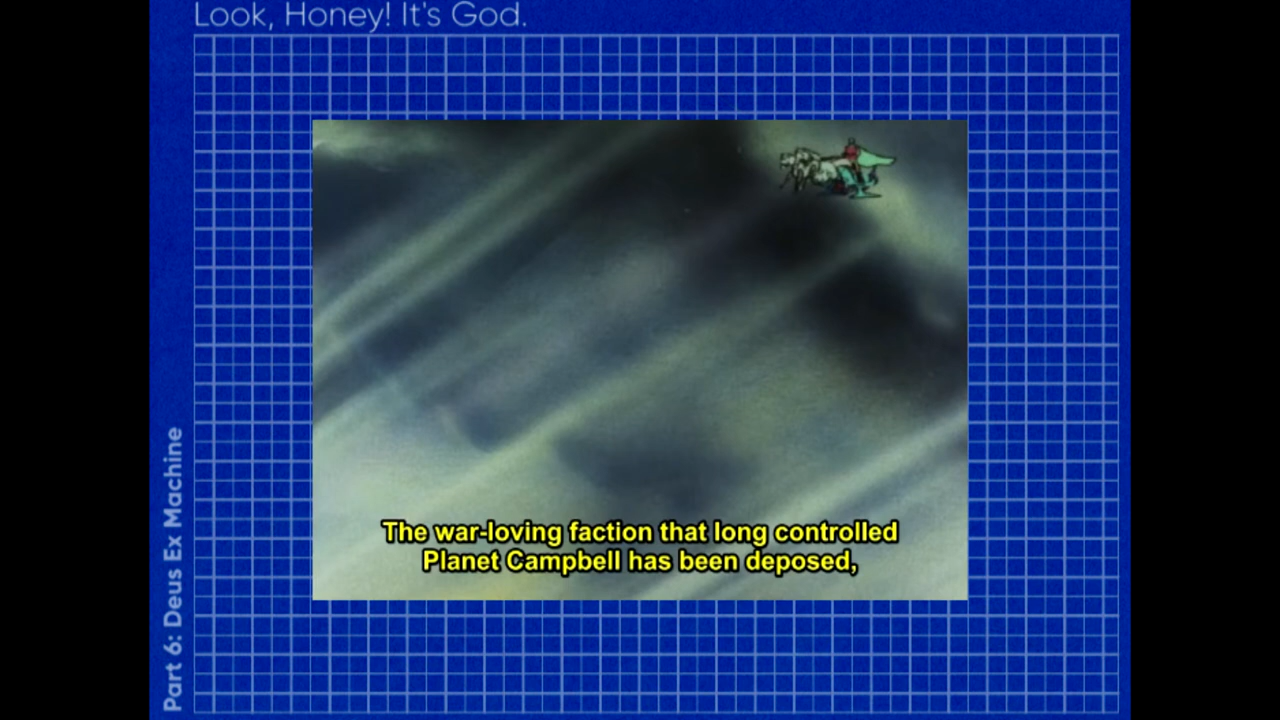 Look, Honey! It's God.
The war-loving faction that long controlled
Planet Campbell has been deposed,
Part 6: Deus Ex Machine